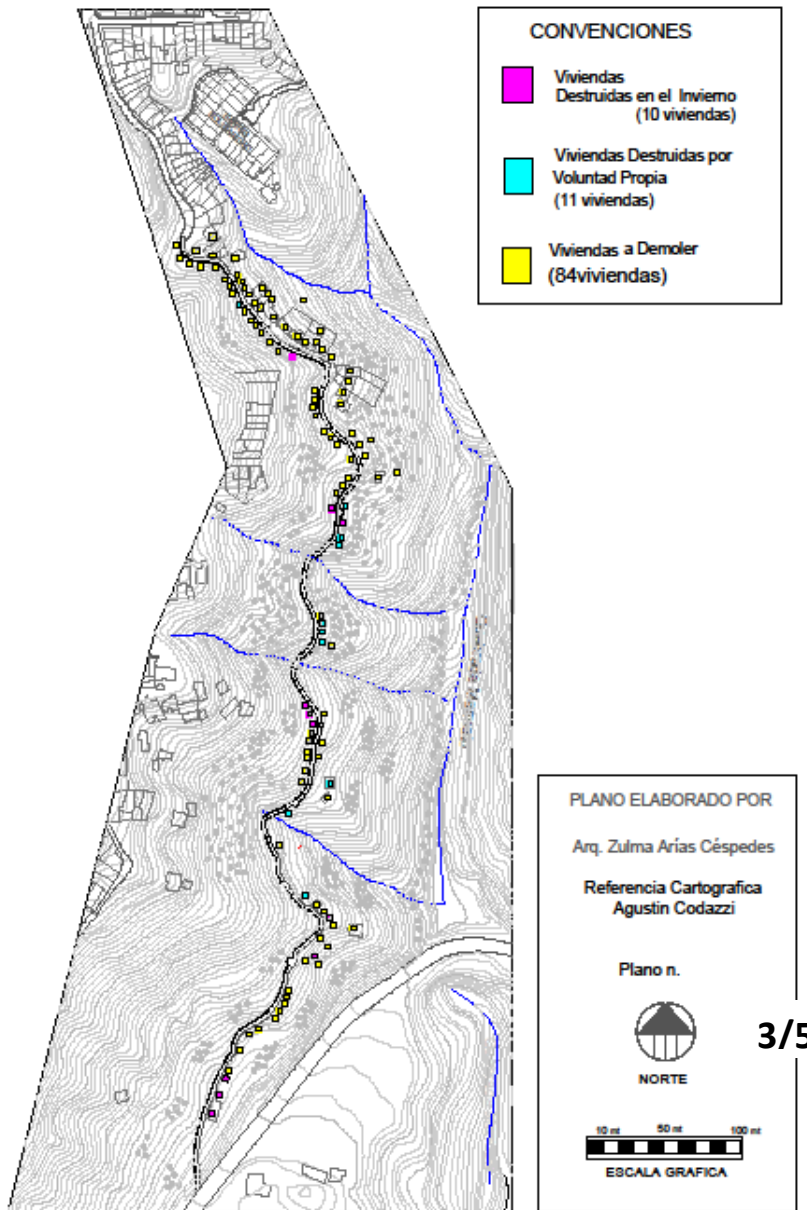 CONVENCIONES
Viviendas
Destruidas en el Invierno
(10 viviendas)
Viviendas Destruidas por
Voluntad Propia
(11 viviendas)
Viviendas a Demoler
(84viviendas)
PLANO ELABORADO POR
Arq. Zulma Arías Céspedes
Referencia Cartografica
Agustin Codazzi
Plano n.
3/5
NORTE
10 mt 50 mt 100 mt
ESCALA GRAFICA